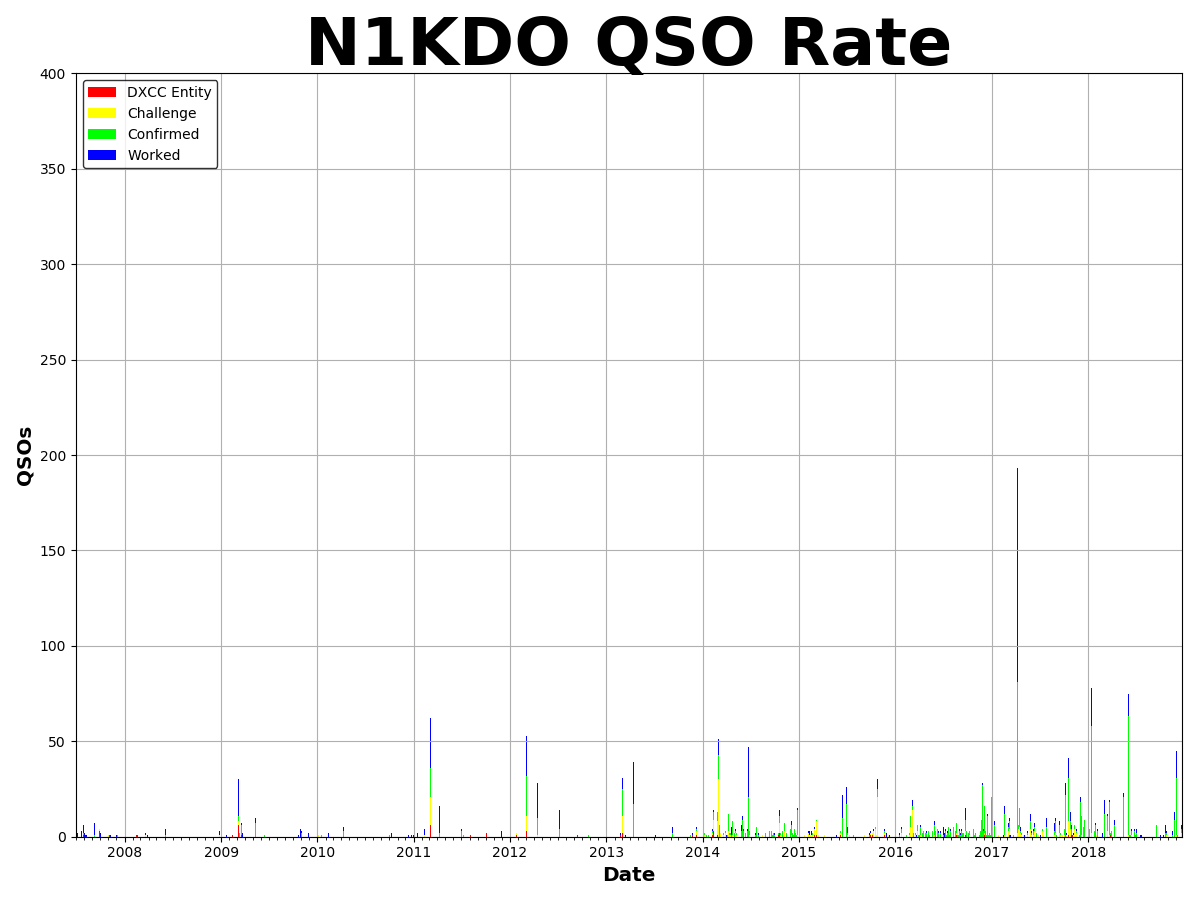 N1KDO QSO Rate
400
350
300
250
200
150
100
50
0
QSOs
DXCC Entity
Challenge
Confirmed
Worked
2008 2009 2010 2011 2012 2013 2014 2015 2016 2017 2018
Date